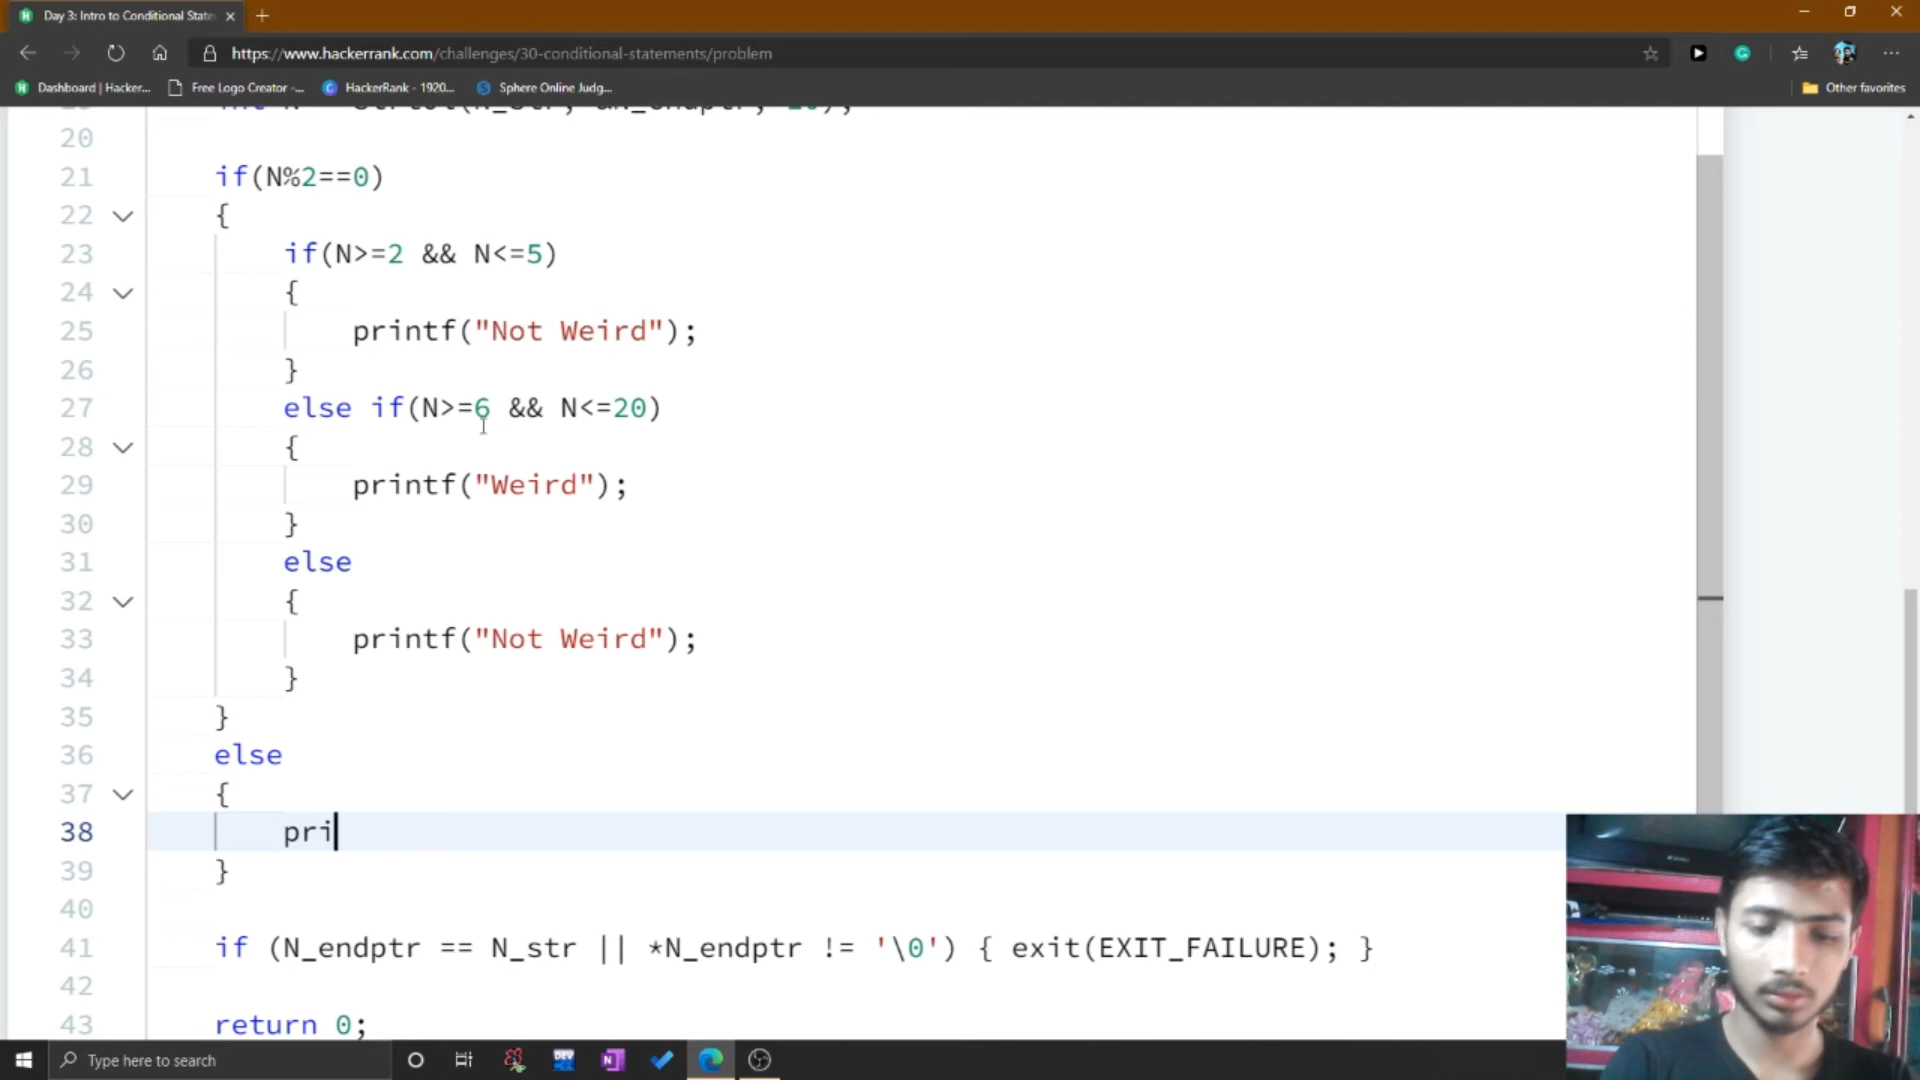 Day 3: Intro to Conditional State
https://www.hackerrank.com/challenges/30-conditional-statements/problem
Dashboard | Hacker...
Free Logo Creator -...
HackerRank - 1920...
Sphere Online Judg...
Other favorites
20
21 if(N%2==0)
22 {
23 if(N>=2 && N<=5)
24 {
25 printf("Not Weird");
26 }
27 else if(N>=6 && N<=20)
28 {
29 printf("Weird");
30 }
31 else
32 {
33 printf("Not Weird");
34 }
35 }
36 else
37 {
38 pri
39 }
40
41 if (N_endptr == N_str || *N_endptr != '\0') { exit(EXIT_FAILURE); }
42
43 return 0;
Type here to search
DEV
N